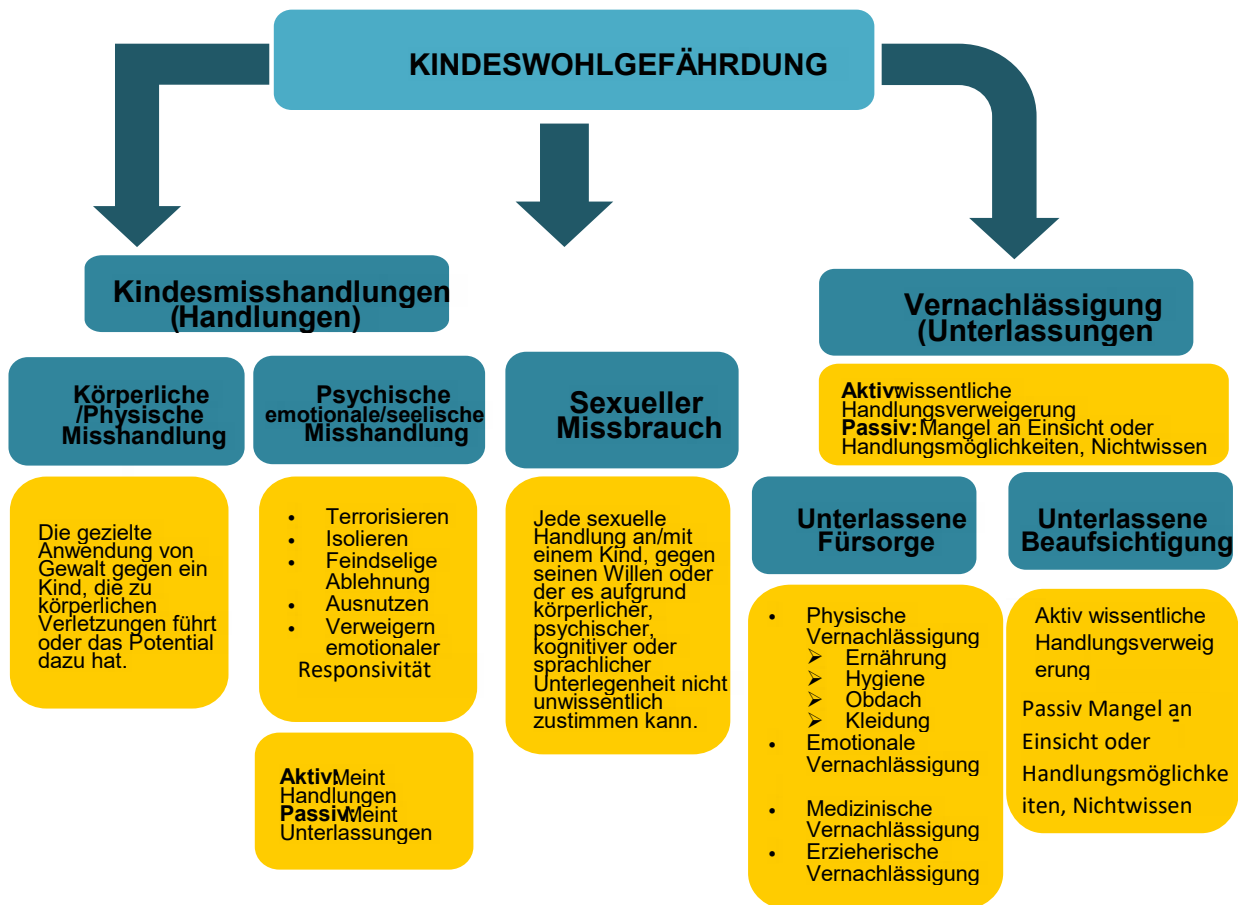 KINDESWOHLGEFÄHRDUNG
Kindesmisshandlungen
(Handlungen)
Vernachlässigung
(Unterlassungen
Körperliche
/Physische
Misshandlung
Psychische
emotionale/seelische
Misshandlung
Sexueller
Missbrauch
Aktiv:wissentliche
Handlungsverweigerung
Passiv:Mangel an Einsicht oder
Handlungsmöglichkeiten, Nichtwissen
Die gezielte
Anwendung von
Gewalt gegen ein
Kind, die zu
körperlichen
Verletzungen führt
oder das Potential
dazu hat.
• Terrorisieren
• Isolieren
• Feindselige
Ablehnung
• Ausnutzen
• Verweigern
emotionaler
Responsivität
Aktiv:Meint
Handlungen
Passiv:Meint
Unterlassungen
Jede sexuelle
Handlung an/mit
einem Kind, gegen
seinen Willen oder
der es aufgrund
körperlicher,
psychischer,
kognitiver oder
sprachlicher
Unterlegenheit nicht
unwissentlich
zustimmen kann.
Unterlassene
Fürsorge
• Physische
Vernachlässigung
➢ Ernährung
➢ Hygiene
➢ Obdach
➢ Kleidung
• Emotionale
Vernachlässigung
• Medizinische
Vernachlässigung
• Erzieherische
Vernachlässigung
Unterlassene
Beaufsichtigung
Aktiv wissentliche
Handlungsverweig
erung
Passiv Mangel an
Einsicht oder
Handlungsmöglichke
iten, Nichtwissen